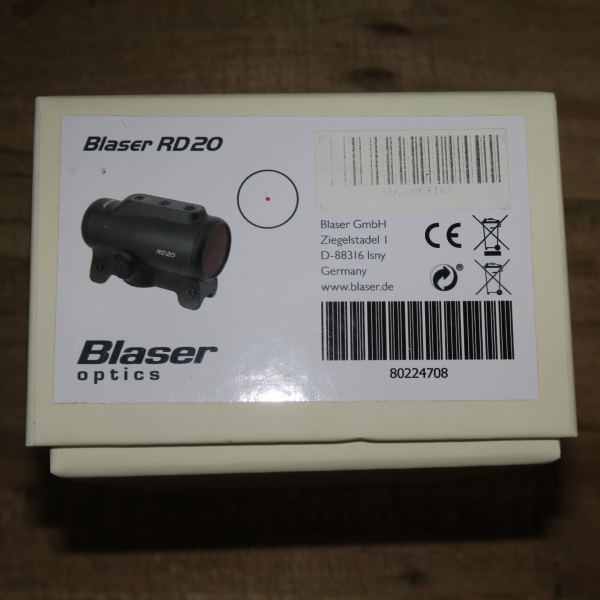 Blaser RD20
RD20
Blaser GmbH
Ziegelstadel 1
D-88316 Isny
Germany
www.blaser.de
CE
Blaser
optics
80224708